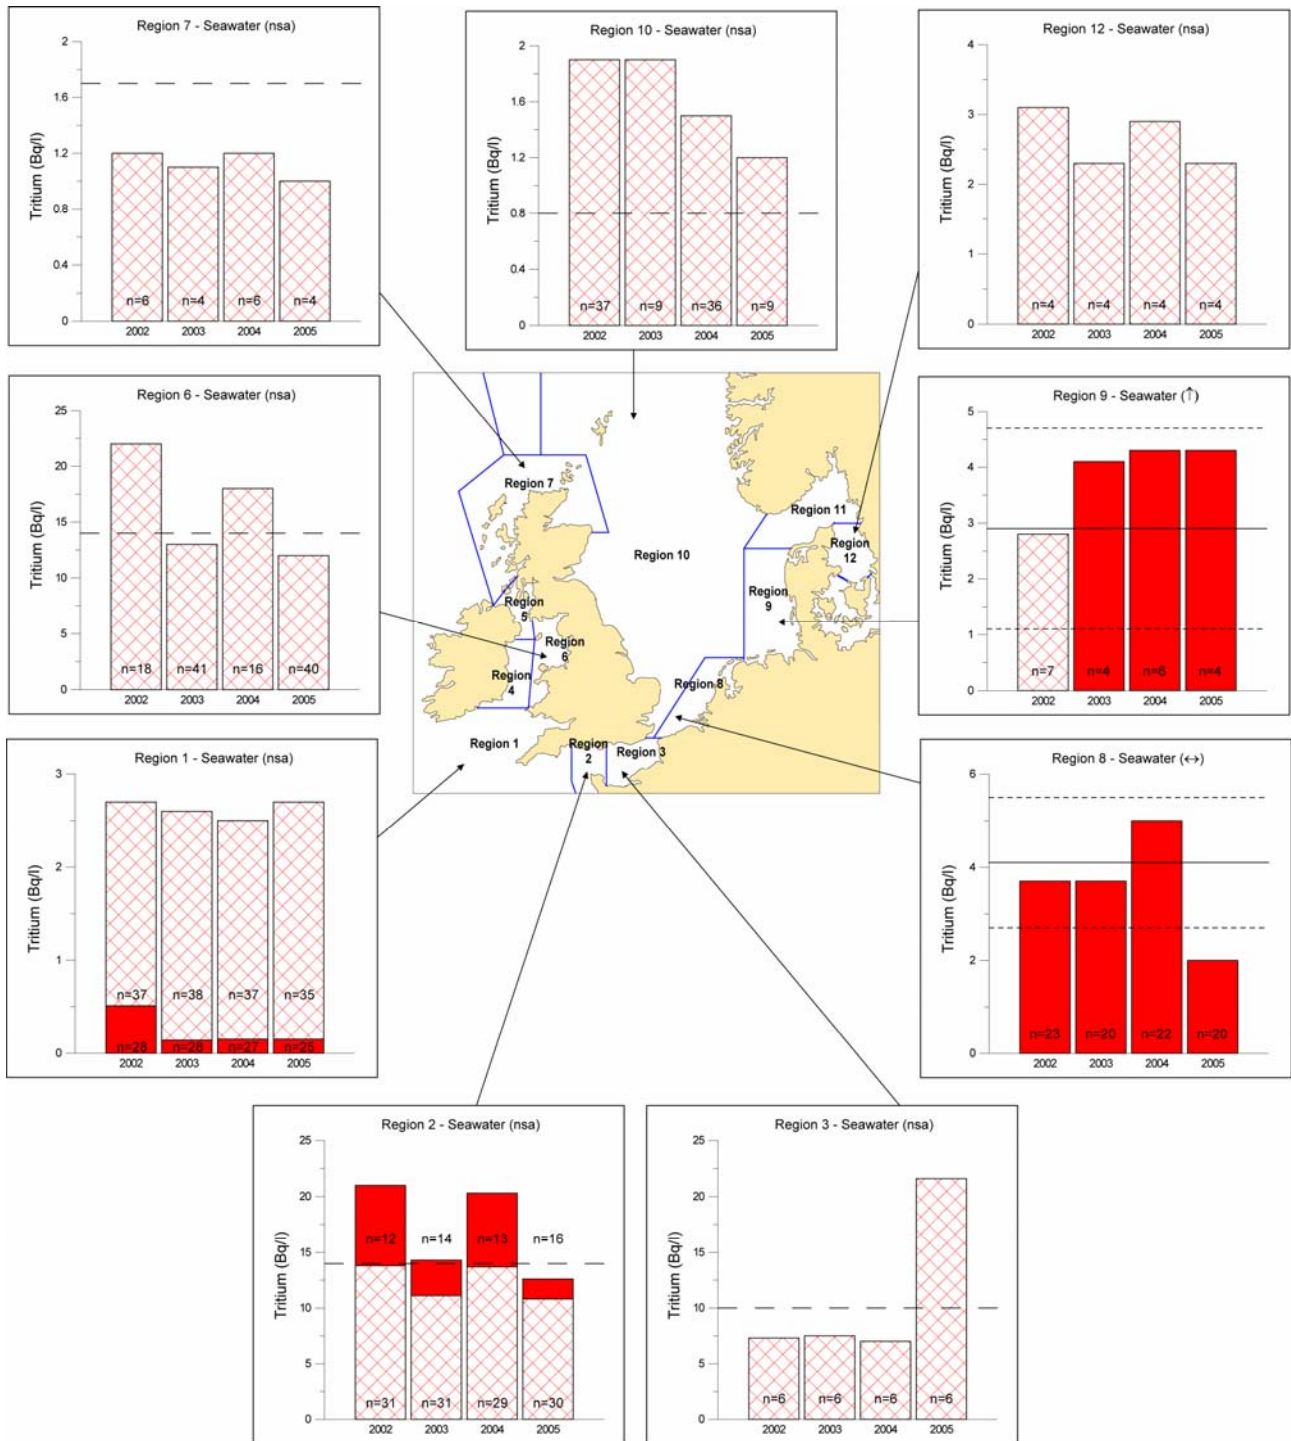 Region 7 - Seawater (nsa)
Tritium (Bq/l)
2
1.6
1.2
0.8
0.4
0
n=6
n=4
n=6
n=4
2002
2003
2004
2005
Region 10 - Seawater (nsa)
Tritium (Bq/l)
2
1.6
1.2
0.8
0.4
0
n=37
n=9
n=36
n=9
2002
2003
2004
2005
Region 12 - Seawater (nsa)
Tritium (Bq/l)
4
3
2
1
0
n=4
n=4
n=4
n=4
2002
2003
2004
2005
Region 6 - Seawater (nsa)
Tritium (Bq/l)
25
20
15
10
5
0
n=18
n=41
n=16
n=40
2002
2003
2004
2005
Region 7
Region 11
Region 10
Region
12
Region
9
Region
5
Region
6
Region
4
Region 8
Region 1
Region
2
Region 3
Region 9 - Seawater (↑)
Tritium (Bq/l)
5
4
3
2
1
0
n=7
n=4
n=6
n=4
2002
2003
2004
2005
Region 1 - Seawater (nsa)
Tritium (Bq/l)
3
2
1
0
n=37
n=38
n=37
n=35
n=28
n=28
n=27
n=25
2002
2003
2004
2005
Region 8 - Seawater (↔)
Tritium (Bq/l)
6
4
2
0
n=23
n=20
n=22
n=20
2002
2003
2004
2005
Region 2 - Seawater (nsa)
Tritium (Bq/l)
25
20
15
10
5
0
n=12
n=14
n=13
n=16
n=31
n=31
n=29
n=30
2002
2003
2004
2005
Region 3 - Seawater (nsa)
Tritium (Bq/l)
25
20
15
10
5
0
n=6
n=6
n=6
n=6
2002
2003
2004
2005